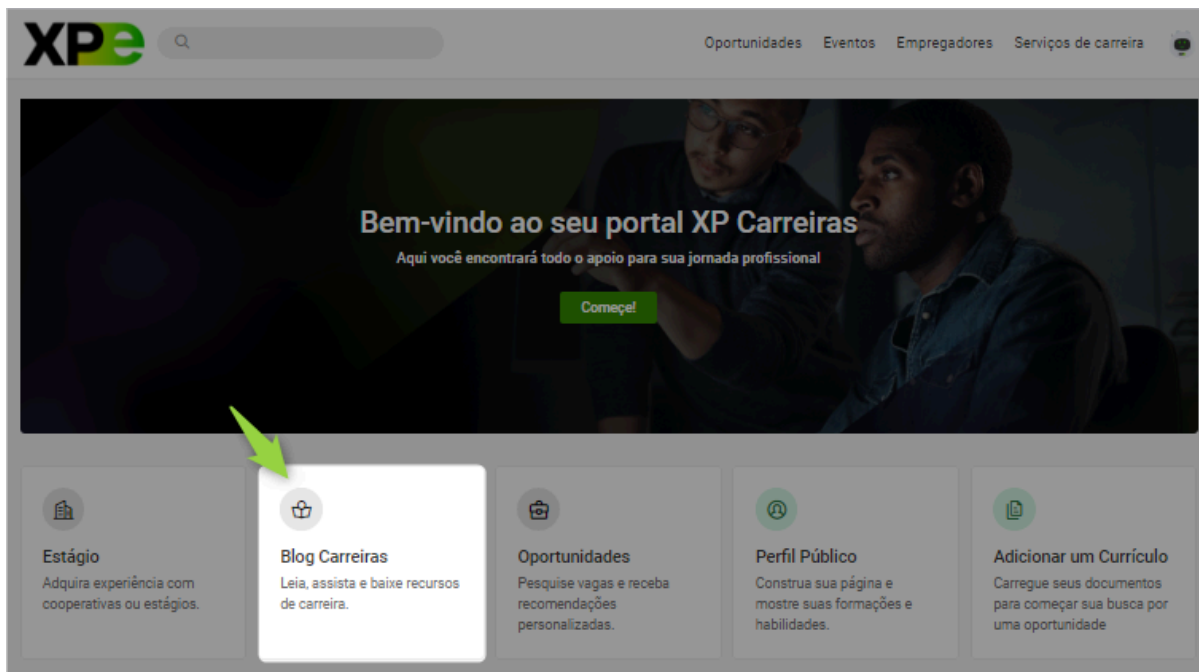 XPe
Oportunidades Eventos Empregadores Serviços de carreira
Bem-vindo ao seu portal XP Carreiras
Aqui você encontrará todo o apoio para sua jornada profissional
Começe!
Estágio
Adquira experiência com
cooperativas ou estágios.
Blog Carreiras
Leia, assista e baixe recursos
de carreira.
Oportunidades
Pesquise vagas e receba
recomendações
personalizadas.
Perfil Público
Construa sua página e
mostre suas formações e
habilidades.
Adicionar um Currículo
Carregue seus documentos
para começar sua busca por
uma oportunidade